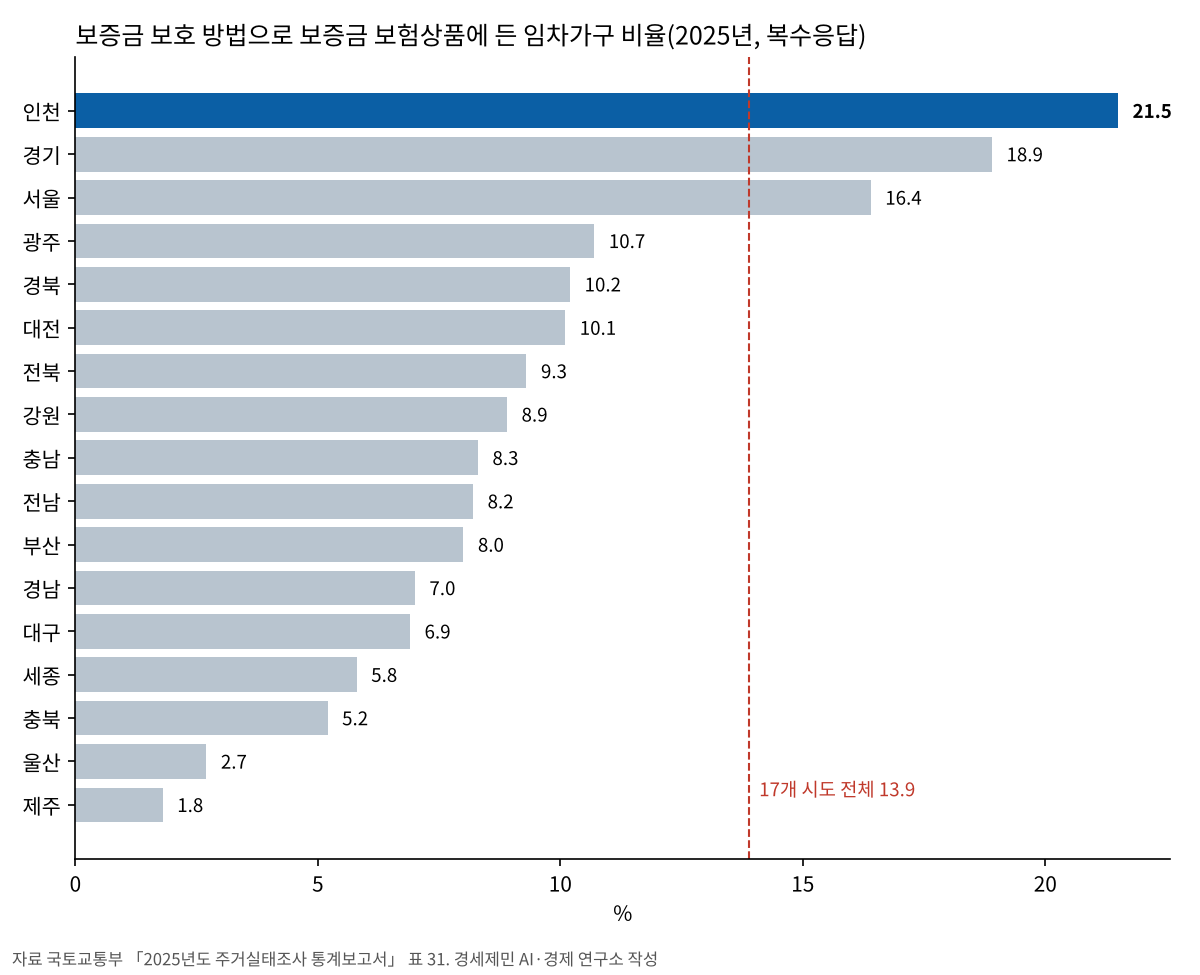 보증금 보호 방법으로 보증금 보험상품에 든 임차가구 비율(2025년, 복수응답)
인천 21.5
경기 18.9
서울 16.4
광주 10.7
경북 10.2
대전 10.1
전북 9.3
강원 8.9
충남 8.3
전남 8.2
부산 8.0
경남 7.0
대구 6.9
세종 5.8
충북 5.2
울산 2.7
17개 시도 전체 13.9
제주 1.8
0 5 10 15 20
%
자료 국토교통부 「2025년도 주거실태조사 통계보고서」 표 31. 경세제민 AI·경제 연구소 작성